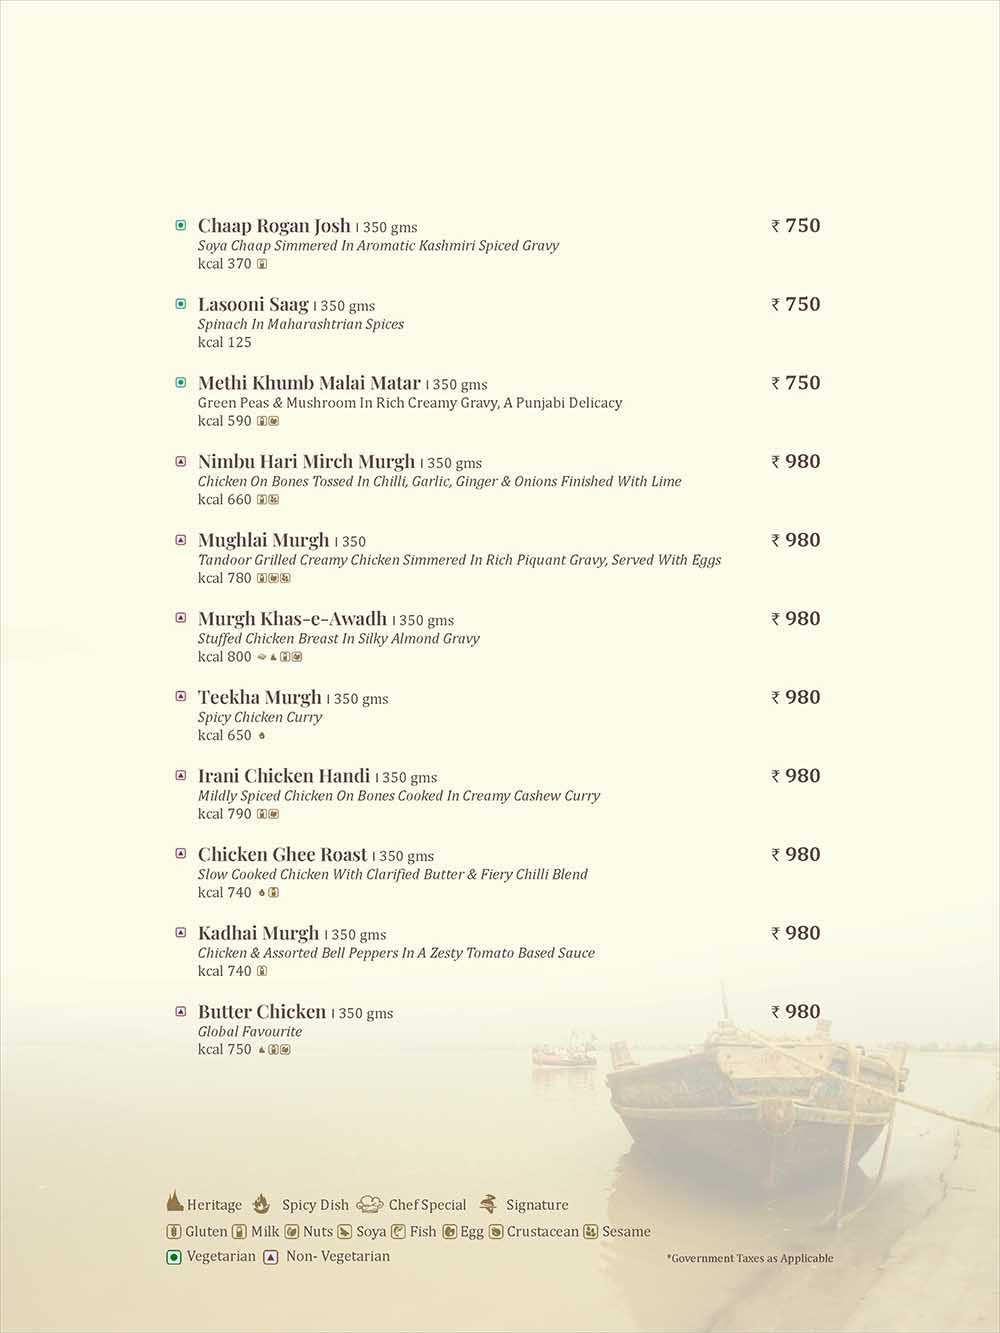 Chaap Rogan Josh | 350 gms ₹ 750
Soya Chaap Simmered In Aromatic Kashmiri Spiced Gravy
kcal 370
Lasooni Saag | 350 gms ₹ 750
Spinach In Maharashtrian Spices
kcal 125
Methi Khumb Malai Matar | 350 gms ₹ 750
Green Peas & Mushroom In Rich Creamy Gravy, A Punjabi Delicacy
kcal 590
Nimbu Hari Mirch Murgh | 350 gms ₹ 980
Chicken On Bones Tossed In Chilli, Garlic, Ginger & Onions Finished With Lime
kcal 660
Mughlai Murgh | 350 ₹ 980
Tandoor Grilled Creamy Chicken Simmered In Rich Piquant Gravy, Served With Eggs
kcal 780
Murgh Khas-e-Awadh | 350 gms ₹ 980
Stuffed Chicken Breast In Silky Almond Gravy
kcal 800
Teekha Murgh | 350 gms ₹ 980
Spicy Chicken Curry
kcal 650
Irani Chicken Handi | 350 gms ₹ 980
Mildly Spiced Chicken On Bones Cooked In Creamy Cashew Curry
kcal 790
Chicken Ghee Roast | 350 gms ₹ 980
Slow Cooked Chicken With Clarified Butter & Fiery Chilli Blend
kcal 740
Kadhai Murgh | 350 gms ₹ 980
Chicken & Assorted Bell Peppers In A Zesty Tomato Based Sauce
kcal 740
Butter Chicken | 350 gms ₹ 980
Global Favourite
kcal 750
Heritage Spicy Dish Chef Special Signature
Gluten Milk Nuts Soya Fish Egg Crustacean Sesame
Vegetarian Non- Vegetarian *Government Taxes as Applicable